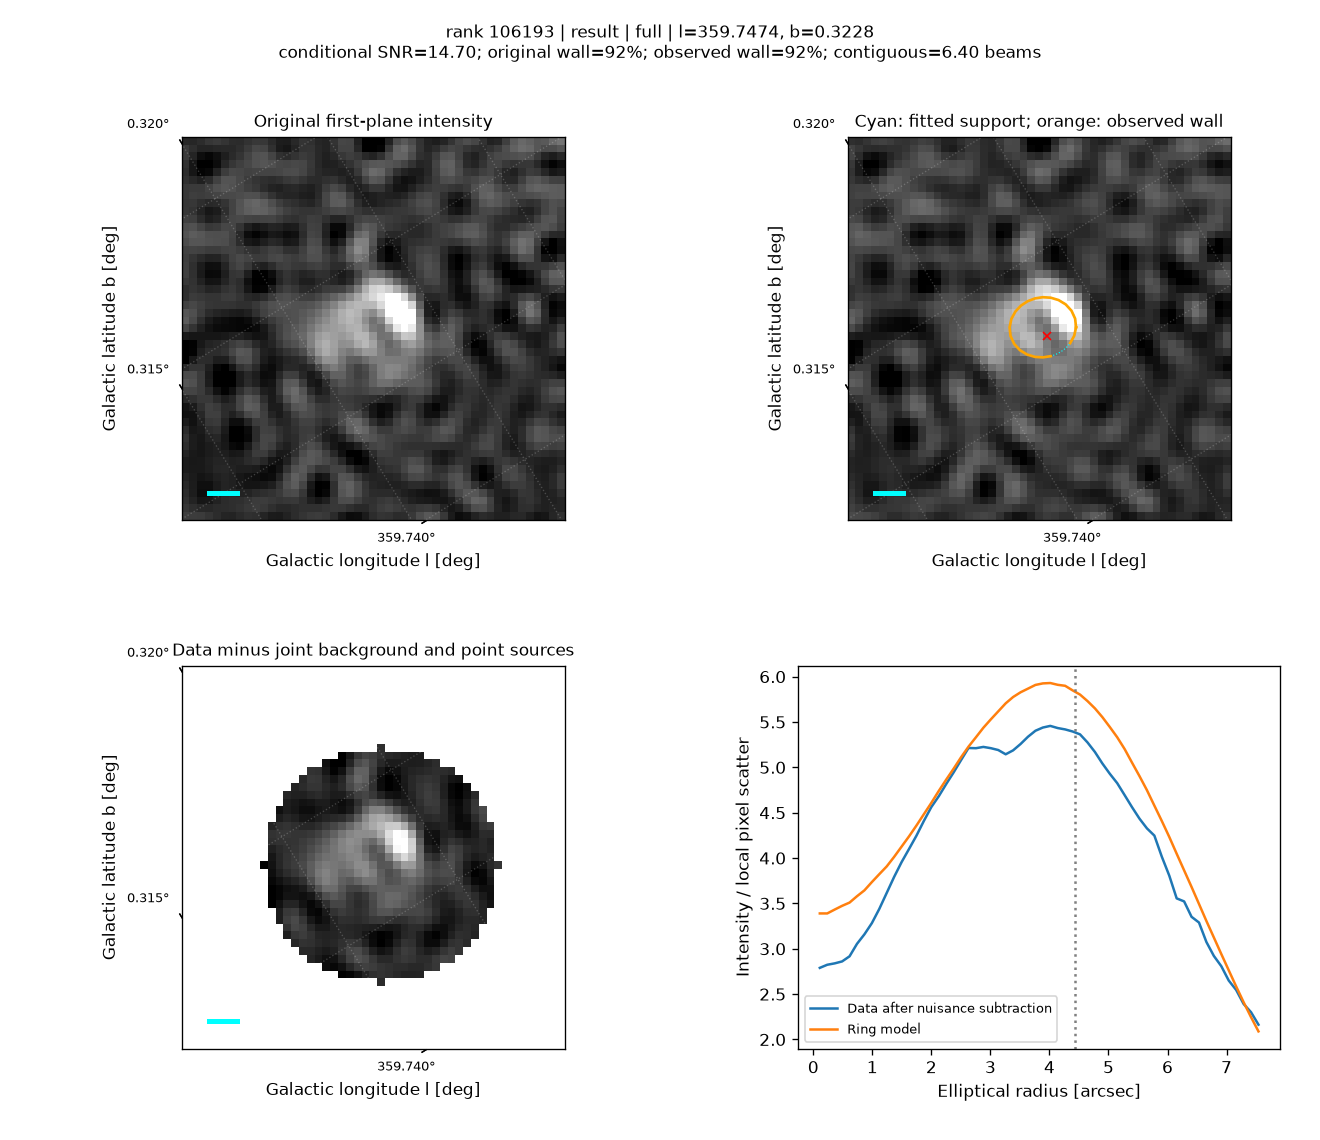 rank 106193 | result | full | l=359.7474, b=0.3228
conditional SNR=14.70; original wall=92%; observed wall=92%; contiguous=6.40 beams
Original first-plane intensity
0.320°
0.315°
Galactic latitude b [deg]
359.740°
Galactic longitude l [deg]
Cyan: fitted support; orange: observed wall
0.320°
0.315°
Galactic latitude b [deg]
359.740°
Galactic longitude l [deg]
Data minus joint background and point sources
0.320°
0.315°
Galactic latitude b [deg]
359.740°
Galactic longitude l [deg]
Intensity / local pixel scatter
6.0
5.5
5.0
4.5
4.0
3.5
3.0
2.5
2.0
Data after nuisance subtraction
Ring model
0 1 2 3 4 5 6 7
Elliptical radius [arcsec]